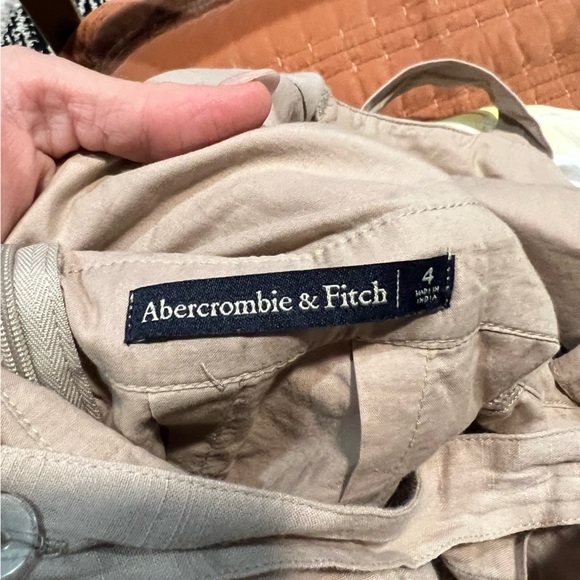 Abercrombie & Fitch
4
MADE IN
INDIA